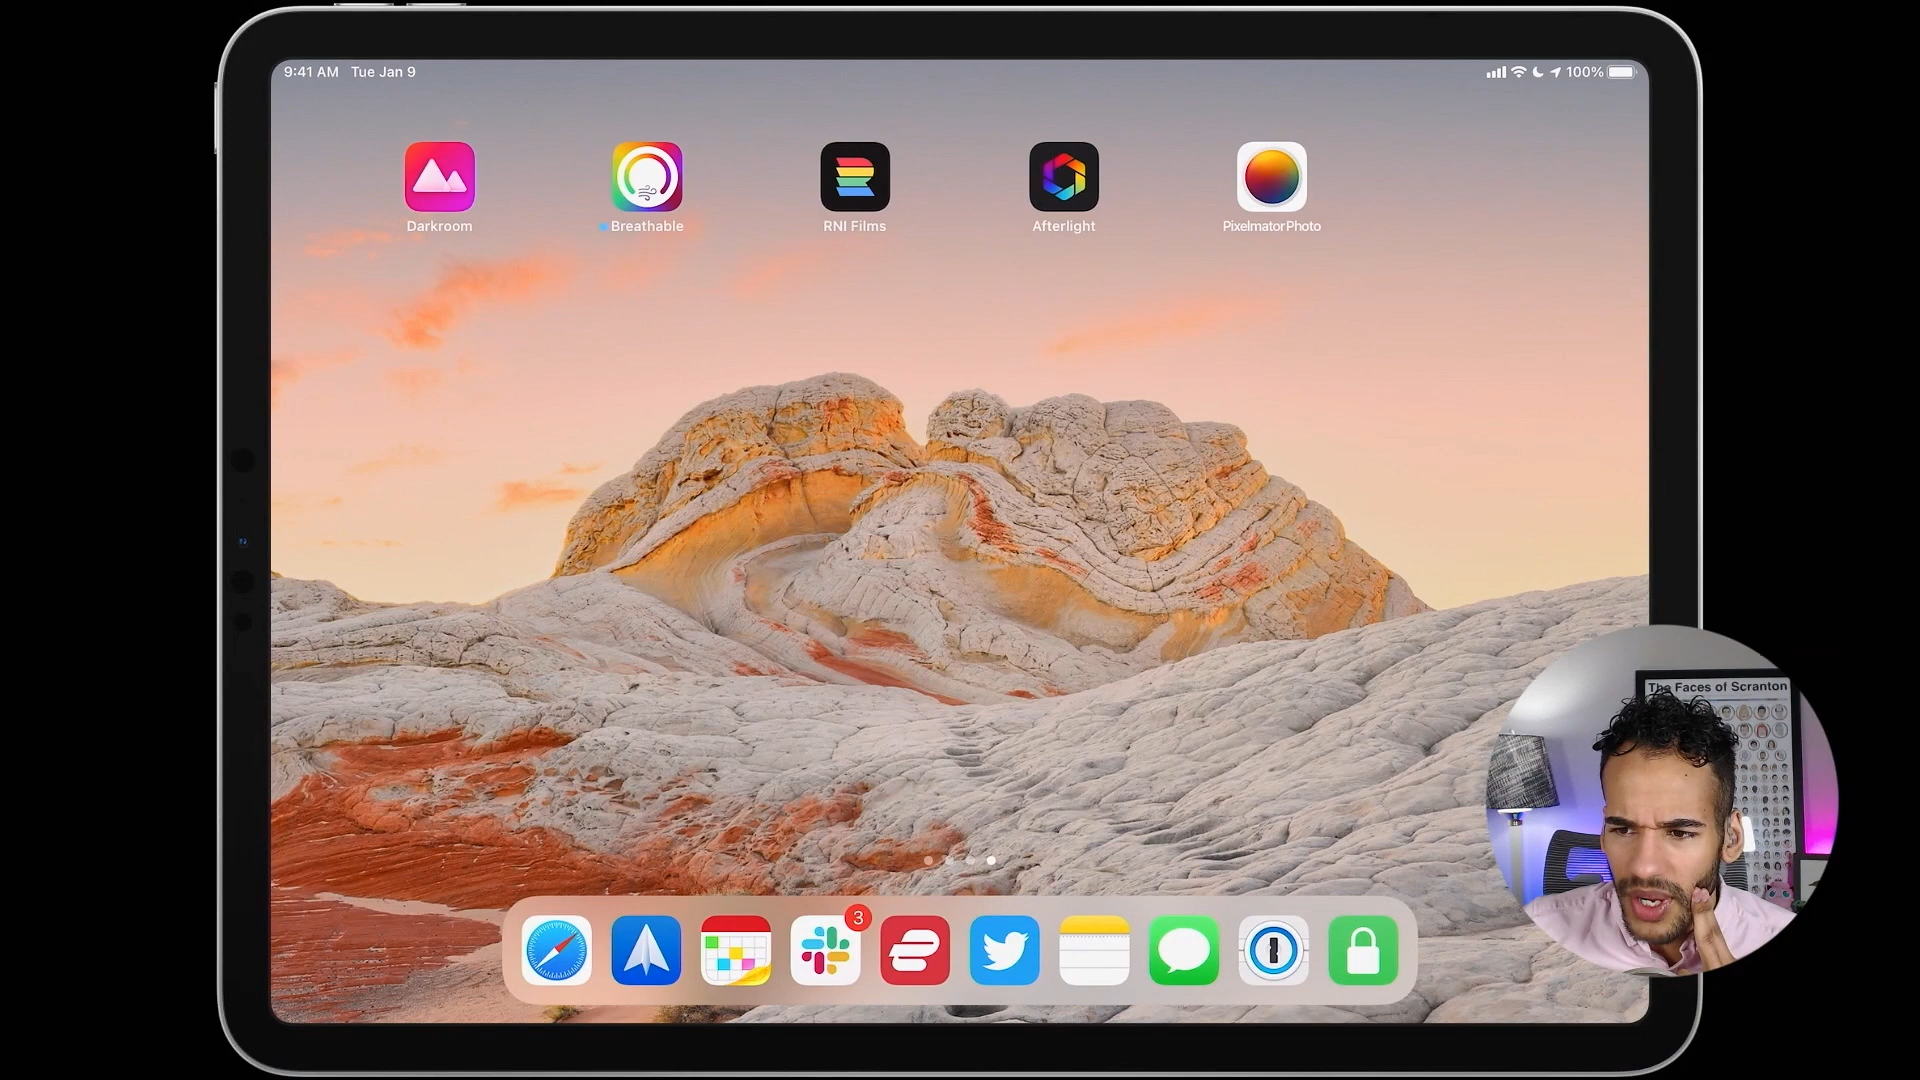 9:41 AM Tue Jan 9
100%
Darkroom
Breathable
RNI Films
Afterlight
Pixelmator Photo
The Faces of Scranton
3